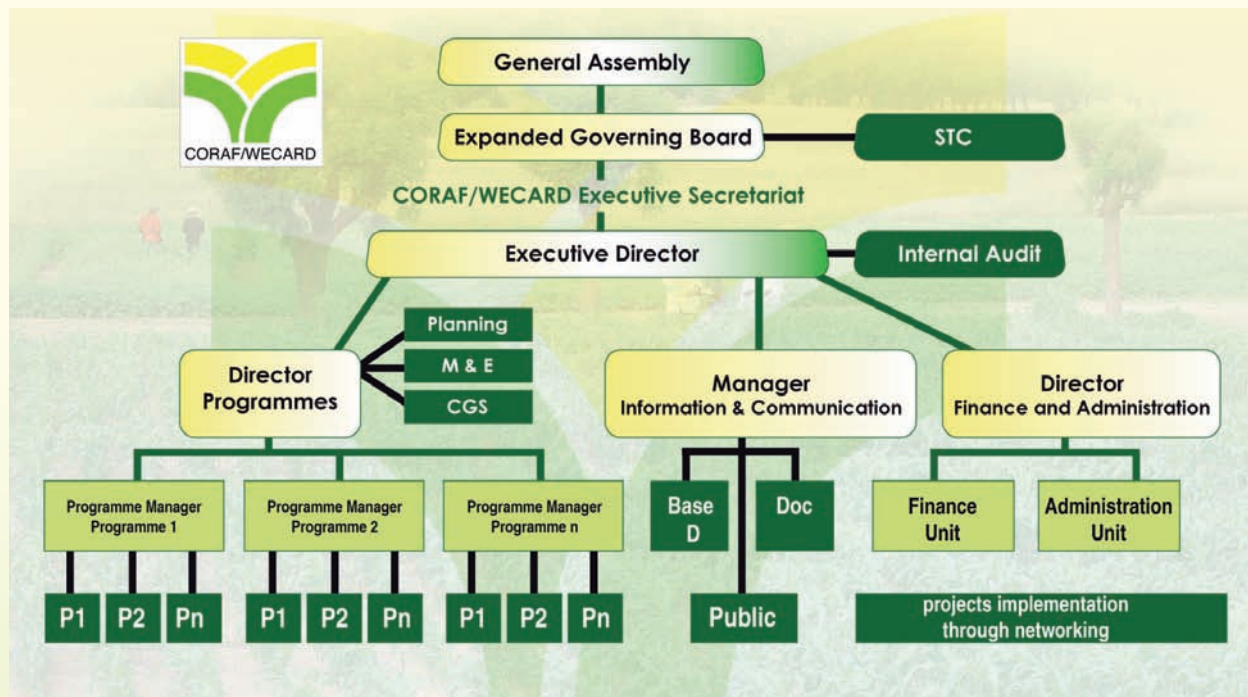 CORAF/WECARD
General Assembly
Expanded Governing Board
STC
CORAF/WECARD Executive Secretariat
Executive Director
Internal Audit
Planning
M & E
CGS
Director
Programmes
Manager
Information & Communication
Director
Finance and Administration
Programme Manager
Programme 1
Programme Manager
Programme 2
Programme Manager
Programme n
Base
D
Doc
Finance
Unit
Administration
Unit
P1
P2
Pn
P1
P2
Pn
P1
P2
Pn
Public
projects implementation
through networking